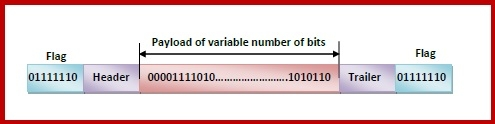 Payload of variable number of bits
Flag
Flag
01111110 Header 00001111010..........................1010110 Trailer 01111110